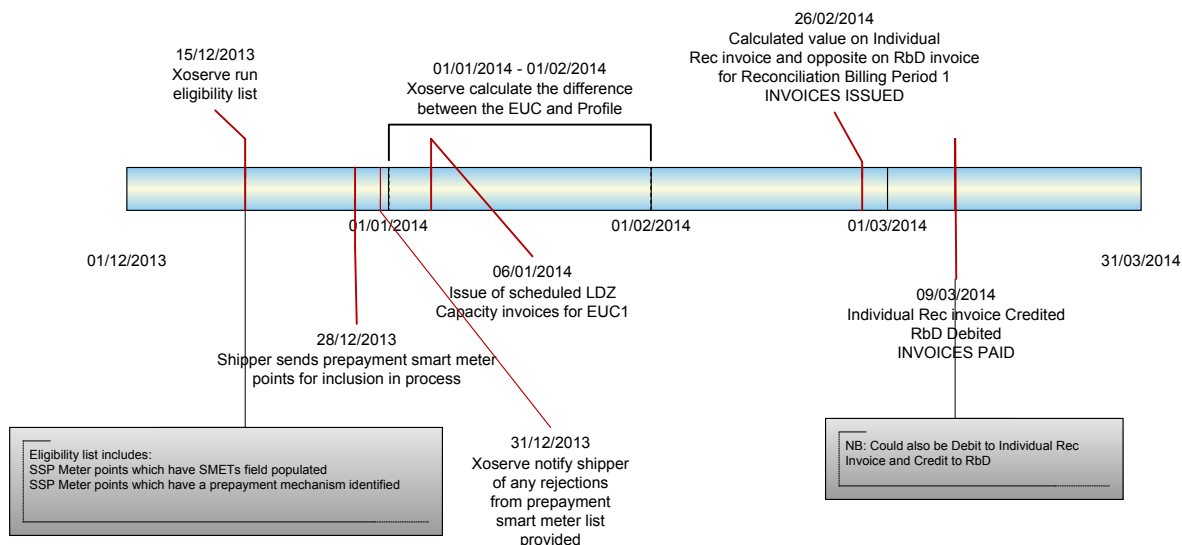 26/02/2014
Calculated value on Individual
Rec invoice and opposite on RbD invoice
for Reconciliation Billing Period 1
INVOICES ISSUED
15/12/2013
Xoserve run
eligibility list
01/01/2014 - 01/02/2014
Xoserve calculate the difference
between the EUC and Profile
01/01/2014
01/02/2014
01/03/2014
01/12/2013
31/03/2014
06/01/2014
Issue of scheduled LDZ
Capacity invoices for EUC1
09/03/2014
Individual Rec invoice Credited
RbD Debited
INVOICES PAID
28/12/2013
Shipper sends prepayment smart meter
points for inclusion in process
31/12/2013
Xoserve notify shipper
of any rejections
from prepayment
smart meter list
provided
Eligibility list includes:
SSP Meter points which have SMETs field populated
SSP Meter points which have a prepayment mechanism identified
NB: Could also be Debit to Individual Rec
Invoice and Credit to RbD